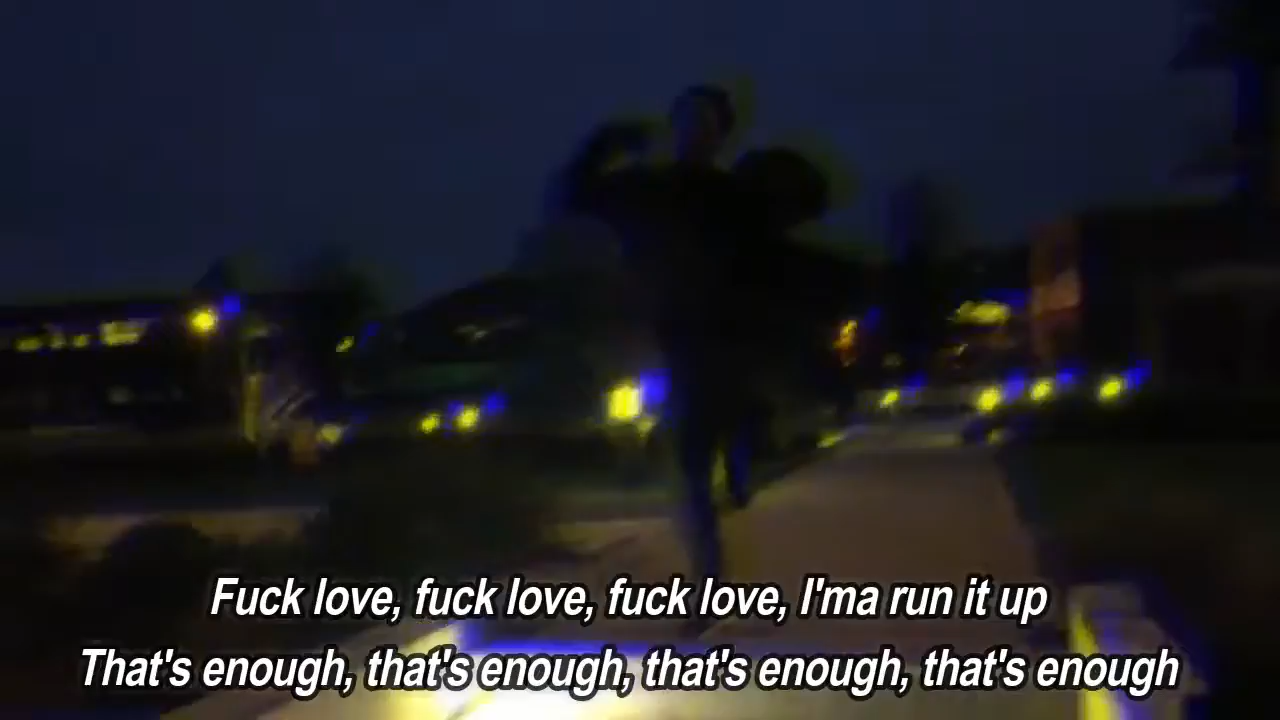 Fuck love, fuck love, fuck love, I'ma run it up
That's enough, that's enough, that's enough, that's enough